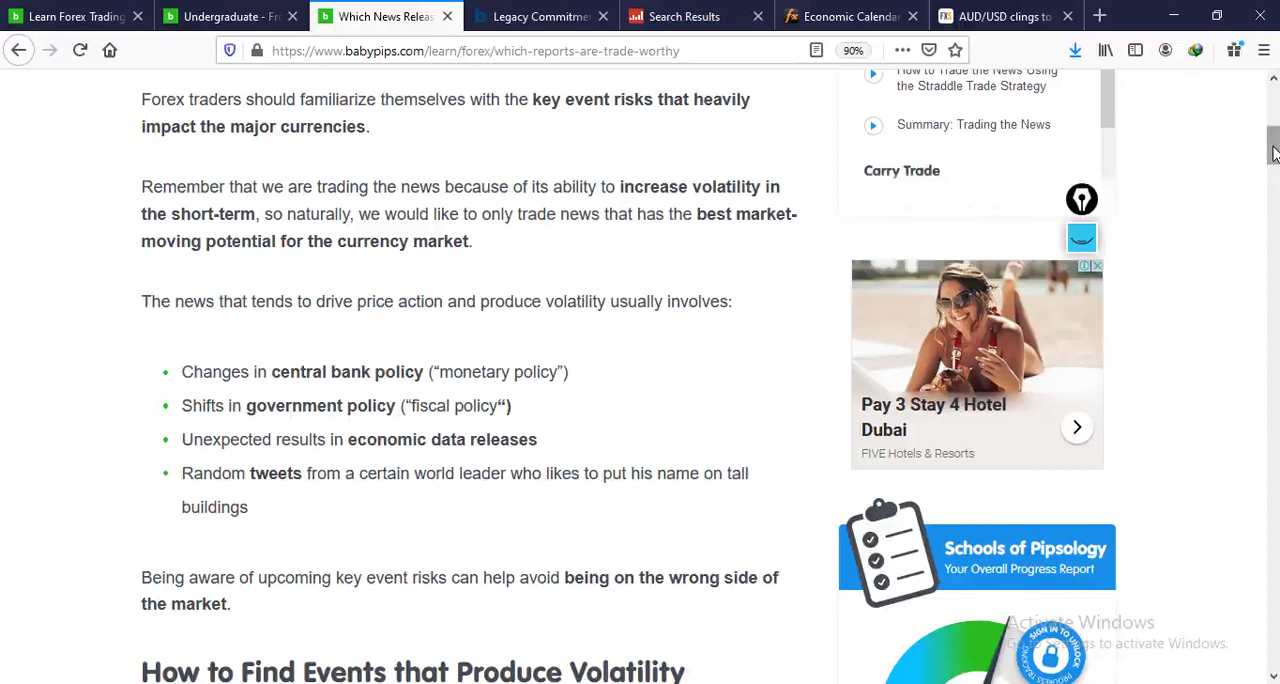 Learn Forex Trading
Undergraduate - Fr
Which News Releas
Legacy Commitme
Search Results
Economic Calenda
AUD/USD clings to
https://www.babypips.com/learn/forex/which-reports-are-trade-worthy
90%
Forex traders should familiarize themselves with the key event risks that heavily
impact the major currencies.
Remember that we are trading the news because of its ability to increase volatility in
the short-term, so naturally, we would like to only trade news that has the best market-
moving potential for the currency market.
The news that tends to drive price action and produce volatility usually involves:
• Changes in central bank policy (“monetary policy”)
• Shifts in government policy (“fiscal policy“)
• Unexpected results in economic data releases
• Random tweets from a certain world leader who likes to put his name on tall
buildings
Being aware of upcoming key event risks can help avoid being on the wrong side of
the market.
How to Find Events that Produce Volatility
How to Trade the News Using
the Straddle Trade Strategy
Summary: Trading the News
Carry Trade
Pay 3 Stay 4 Hotel
Dubai
FIVE Hotels & Resorts
Schools of Pipsology
Your Overall Progress Report
SIGN IN TO UNLOCK
Activate Windows
Go to Settings to activate Windows.